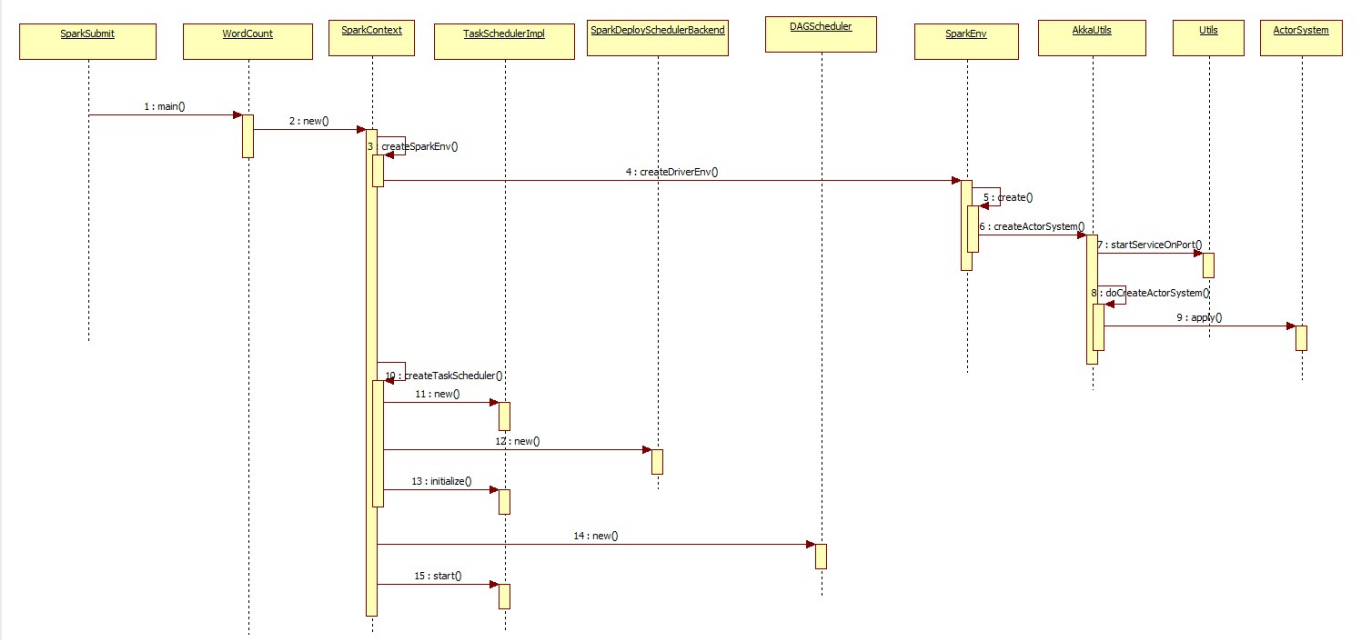 SparkSubmit
WordCount
SparkContext
TaskSchedulerImpl
SparkDeploySchedulerBackend
DAGScheduler
SparkEnv
AkkaUtils
Utils
ActorSystem
1 : main()
2 : new()
3 : createSparkEnv()
4 : createDriverEnv()
5 : create()
6 : createActorSystem()
7 : startServiceOnPort()
8 : doCreateActorSystem()
9 : apply()
10 : createTaskScheduler()
11 : new()
12 : new()
13 : initialize()
14 : new()
15 : start()